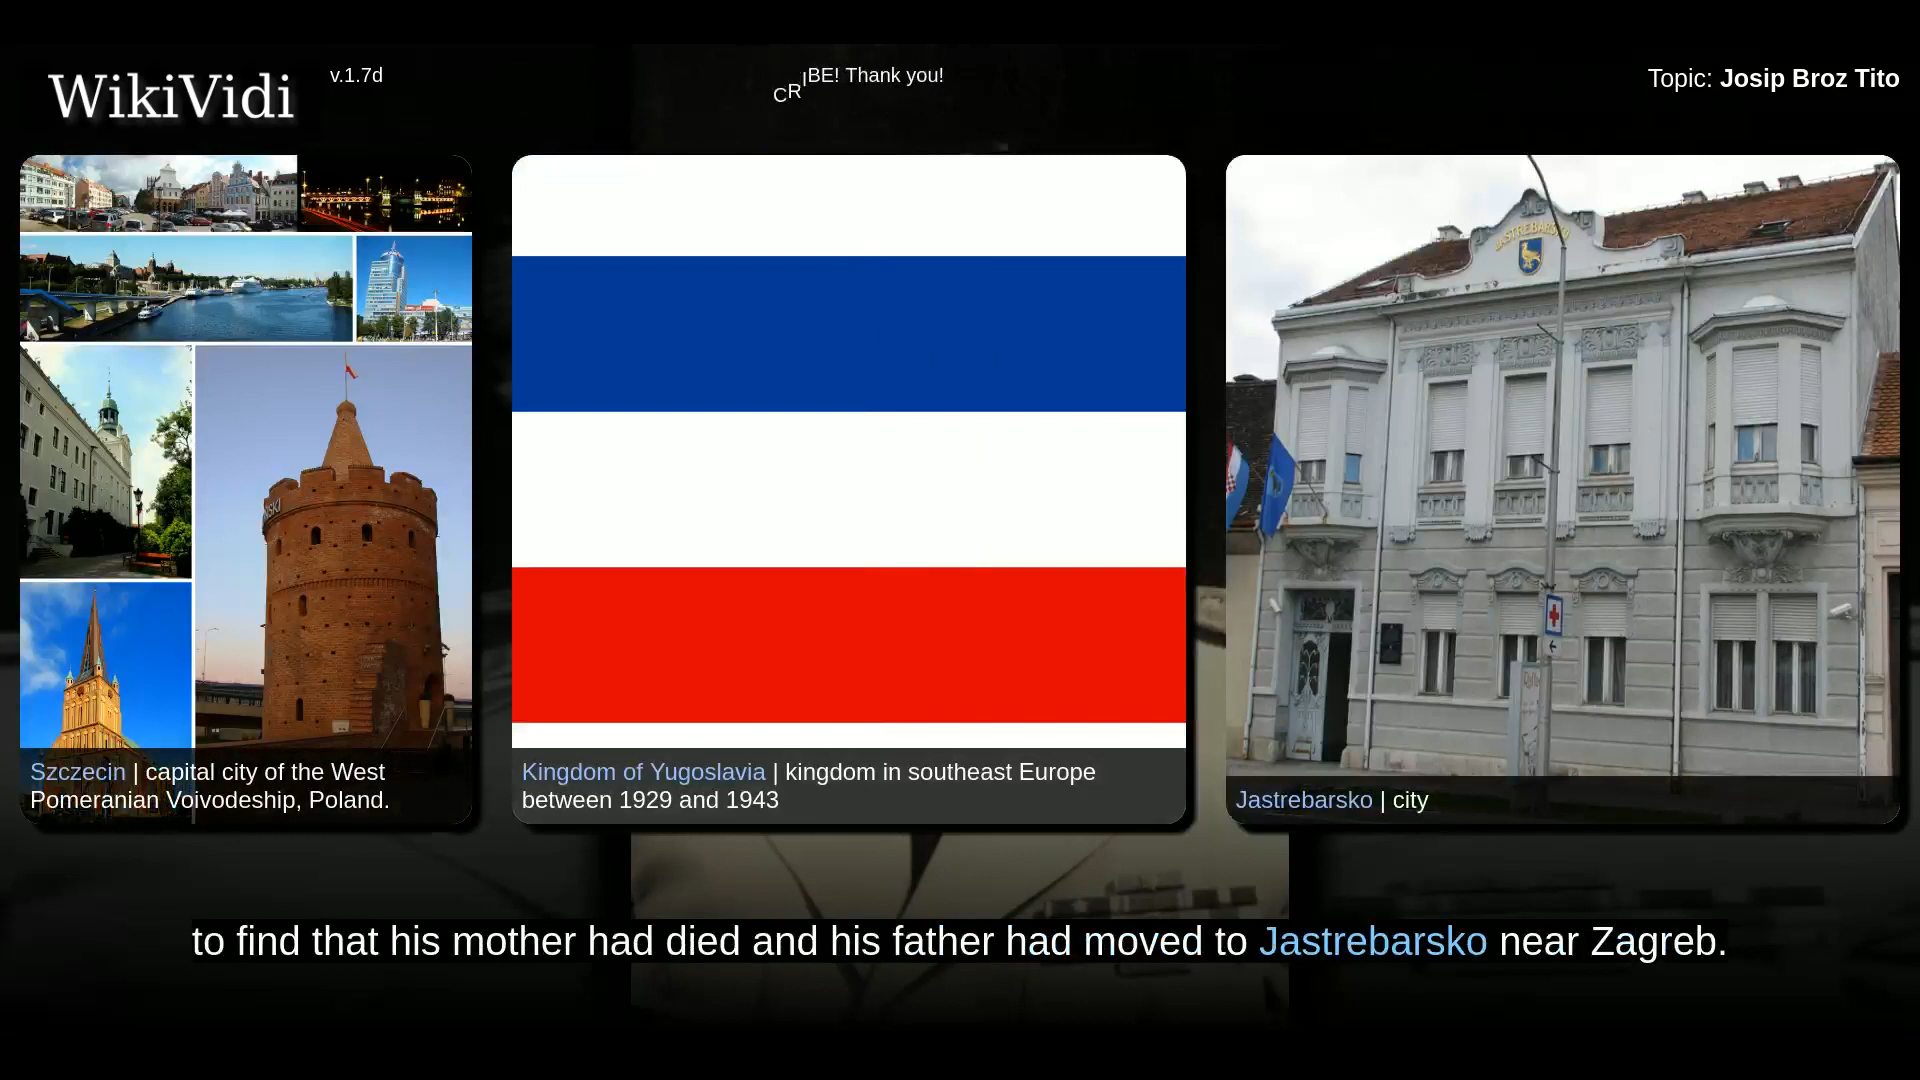 WikiVidi
v.1.7d
CRIBE! Thank you!
Topic: Josip Broz Tito
JASTREBARSKO
Szczecin | capital city of the West
Pomeranian Voivodeship, Poland.
Kingdom of Yugoslavia | kingdom in southeast Europe
between 1929 and 1943
Jastrebarsko | city
to find that his mother had died and his father had moved to Jastrebarsko near Zagreb.